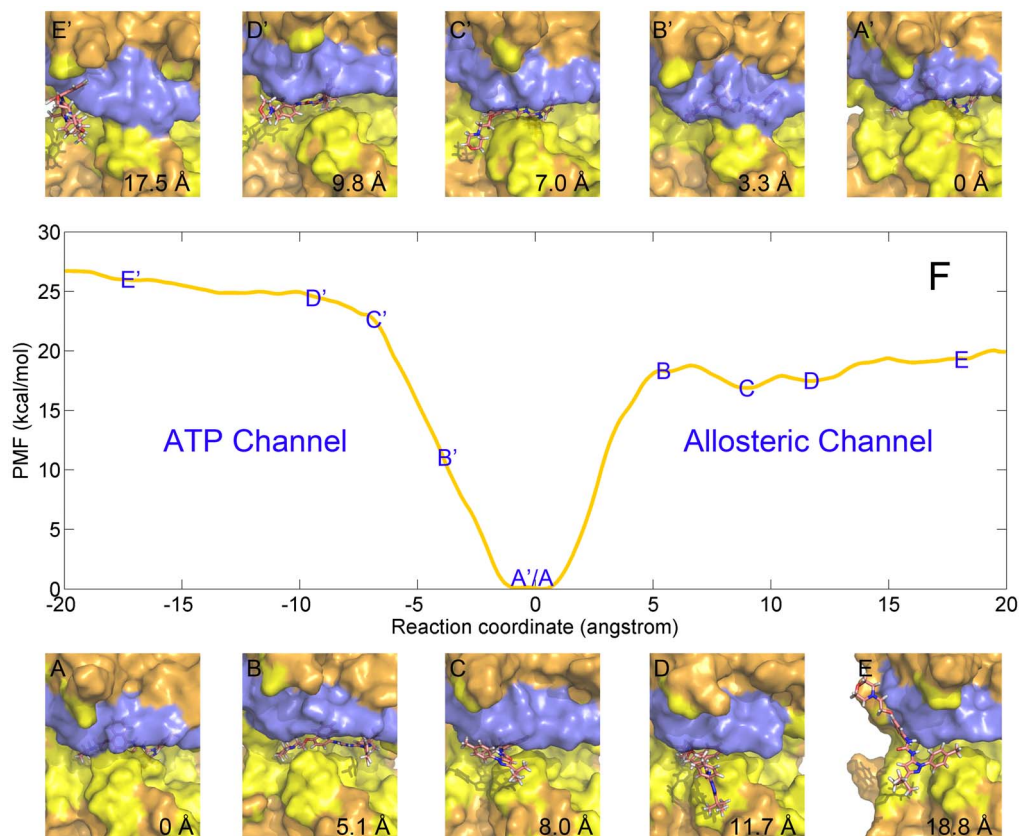 E' D' C' B' A'
17.5 Å 9.8 Å 7.0 Å 3.3 Å 0 Å
30
25
20
15
10
5
0
PMF (kcal/mol)
F
E'
D'
C'
B'
A'/A
B
C
D
E
ATP Channel
Allosteric Channel
-20 -15 -10 -5 0 5 10 15 20
Reaction coordinate (angstrom)
A B C D E
0 Å 5.1 Å 8.0 Å 11.7 Å 18.8 Å